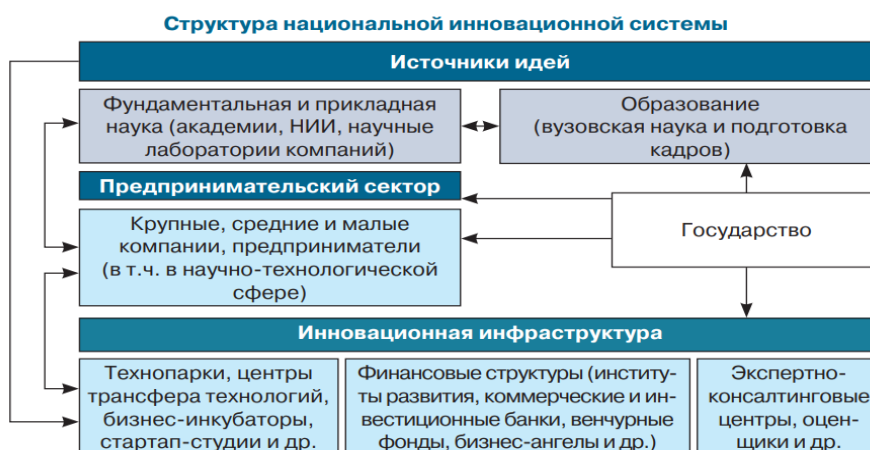 Структура национальной инновационной системы
Источники идей
Фундаментальная и прикладная
наука (академии, НИИ, научные
лаборатории компаний)
Образование
(вузовская наука и подготовка
кадров)
Предпринимательский сектор
Крупные, средние и малые
компании, предприниматели
(в т.ч. в научно-технологической
сфере)
Государство
Инновационная инфраструктура
Технопарки, центры
трансфера технологий,
бизнес-инкубаторы,
стартап-студии и др.
Финансовые структуры (институ-
ты развития, коммерческие и ин-
вестиционные банки, венчурные
фонды, бизнес-ангелы и др.)
Экспертно-
консалтинговые
центры, оцен-
щики и др.